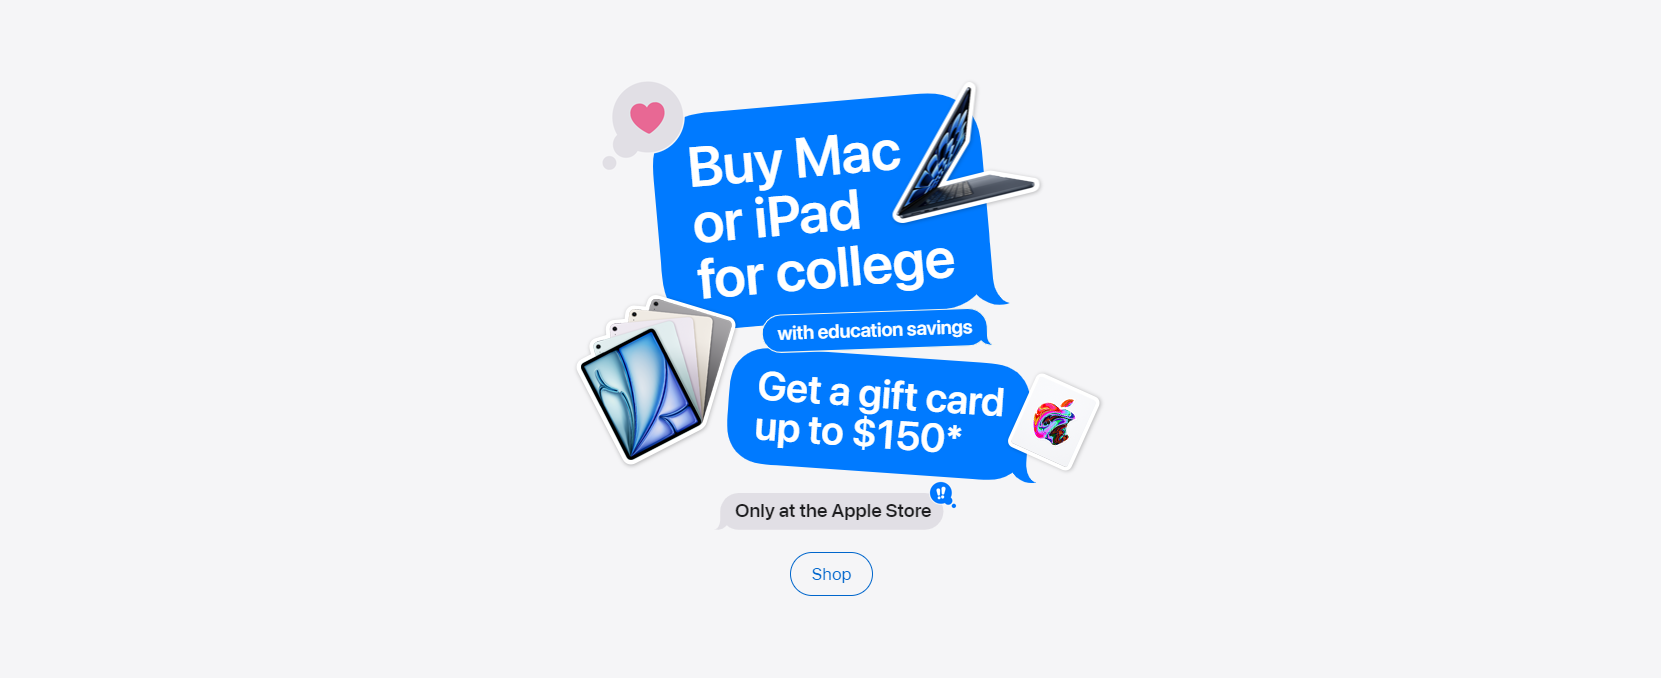 Buy Mac
or iPad
for college
with education savings
Get a gift card
up to $150*
Only at the Apple Store
!!
Shop